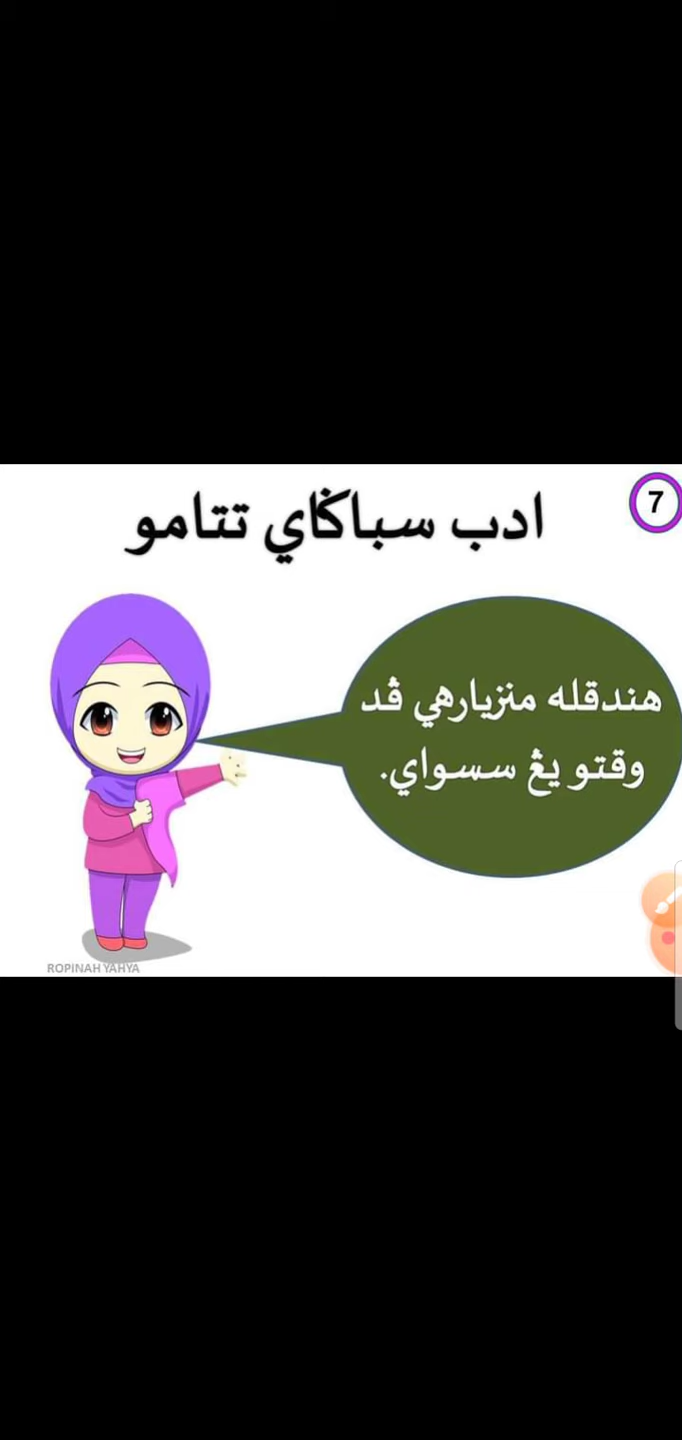 ادب سباݢاي تتامو
7
هندقله منزيارهي ڤد
وقتو يڠ سسواي.
ROPINAH YAHYA